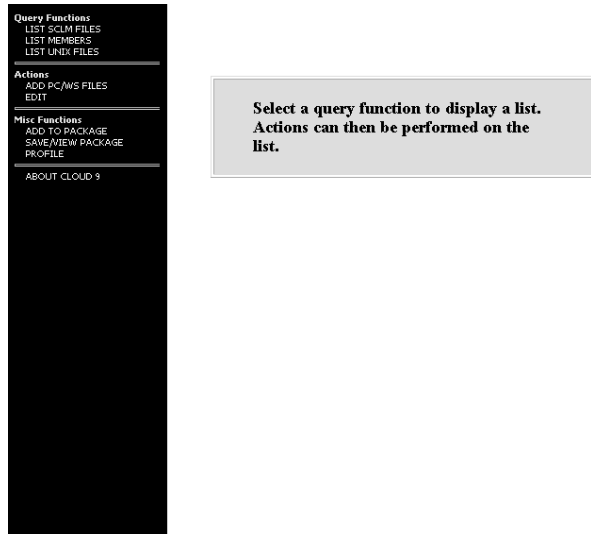 Query Functions
LIST SCLM FILES
LIST MEMBERS
LIST UNIX FILES
Actions
ADD PC/WS FILES
EDIT
Misc Functions
ADD TO PACKAGE
SAVE/VIEW PACKAGE
PROFILE
ABOUT CLOUD 9
Select a query function to display a list.
Actions can then be performed on the
list.